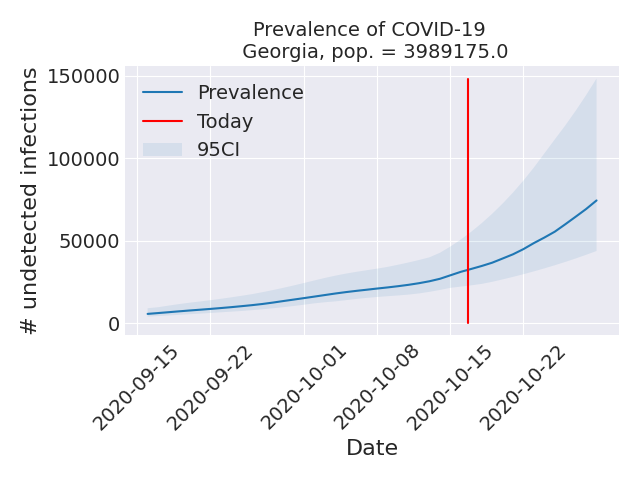 Prevalence of COVID-19
Georgia, pop. = 3989175.0
# undetected infections
150000
100000
50000
0
Prevalence
Today
95CI
2020-09-15
2020-09-22
2020-10-01
2020-10-08
2020-10-15
2020-10-22
Date